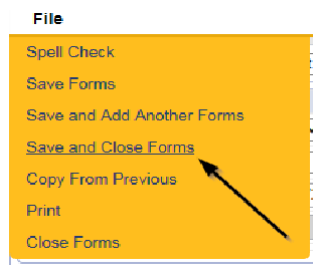 File
Spell Check
Save Forms
Save and Add Another Forms
Save and Close Forms
Copy From Previous
Print
Close Forms